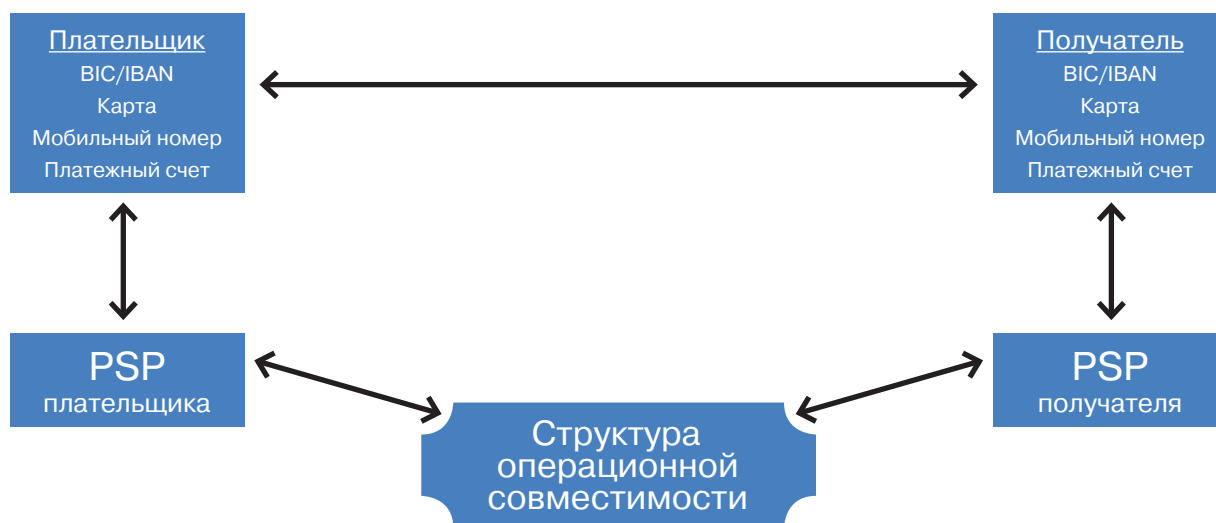 Плательщик
BIC/IBAN
Карта
Мобильный номер
Платежный счет
Получатель
BIC/IBAN
Карта
Мобильный номер
Платежный счет
PSP
плательщика
PSP
получателя
Структура
операционной
совместимости